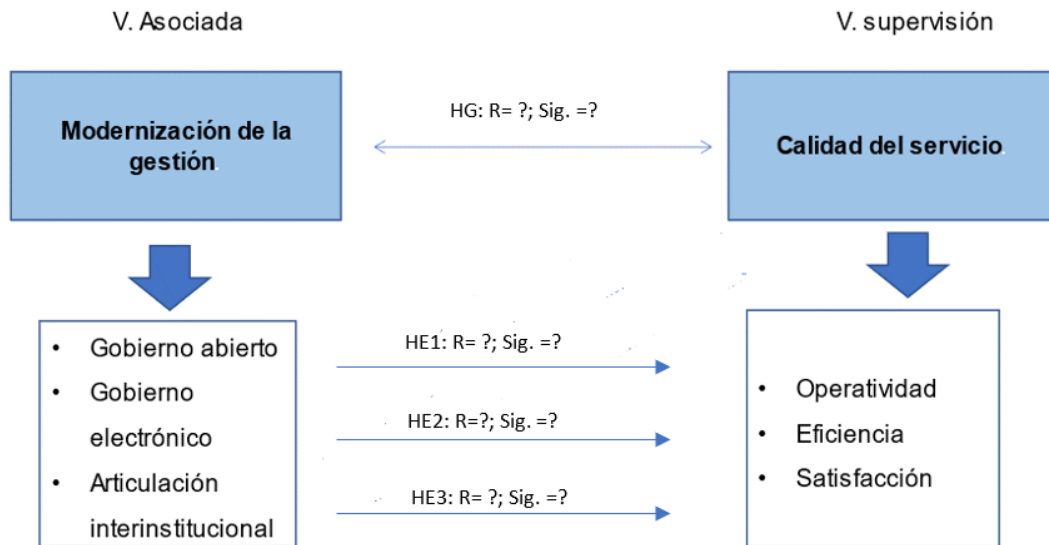 V. Asociada
V. supervisión
Modernización de la
gestión.
HG: R= ?; Sig. =?
Calidad del servicio.
• Gobierno abierto
• Gobierno
electrónico
• Articulación
interinstitucional
HE1: R= ?; Sig. =?
HE2: R=?; Sig. =?
HE3: R= ?; Sig. =?
• Operatividad
• Eficiencia
• Satisfacción